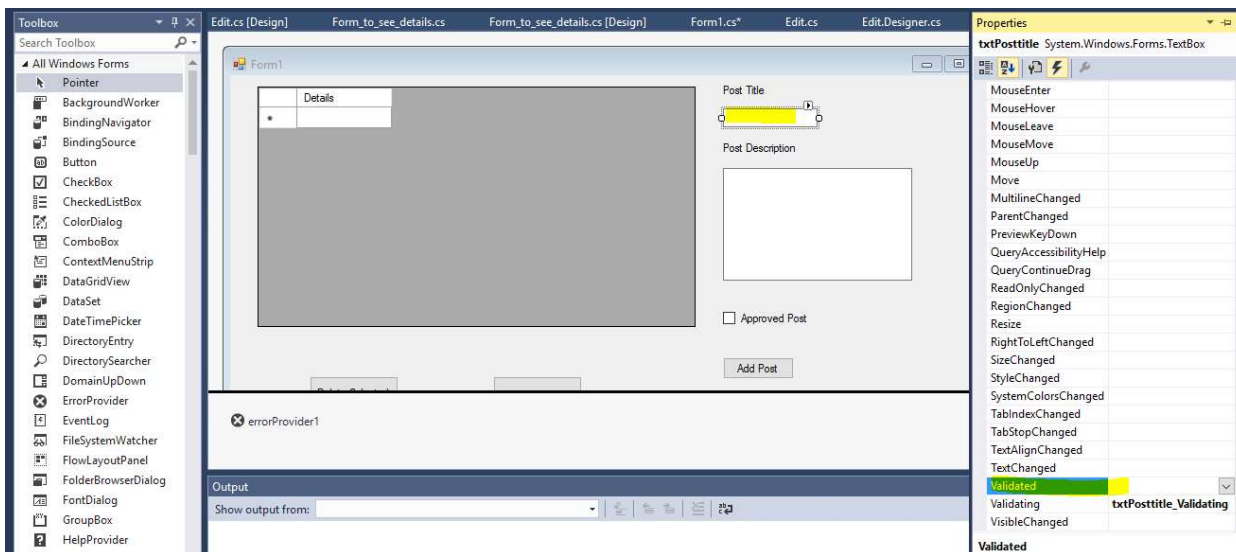 Toolbox
Search Toolbox
All Windows Forms
Pointer
BackgroundWorker
BindingNavigator
BindingSource
Button
CheckBox
CheckedListBox
ColorDialog
ComboBox
ContextMenuStrip
DataGridView
DataSet
DateTimePicker
DirectoryEntry
DirectorySearcher
DomainUpDown
ErrorProvider
EventLog
FileSystemWatcher
FlowLayoutPanel
FolderBrowserDialog
FontDialog
GroupBox
HelpProvider
Edit.cs [Design] Form_to_see_details.cs Form_to_see_details.cs [Design] Form1.cs* Edit.cs Edit.Designer.cs
Form1
Details
Post Title
Post Description
Approved Post
Add Post
errorProvider1
Output
Show output from:
Properties
txtPosttitle System.Windows.Forms.TextBox
MouseEnter
MouseHover
MouseLeave
MouseMove
MouseUp
Move
MultilineChanged
ParentChanged
PreviewKeyDown
QueryAccessibilityHelp
QueryContinueDrag
ReadOnlyChanged
RegionChanged
Resize
RightToLeftChanged
SizeChanged
StyleChanged
SystemColorsChanged
TabIndexChanged
TabStopChanged
TextAlignChanged
TextChanged
Validated
Validating txtPosttitle_Validating
VisibleChanged
Validated